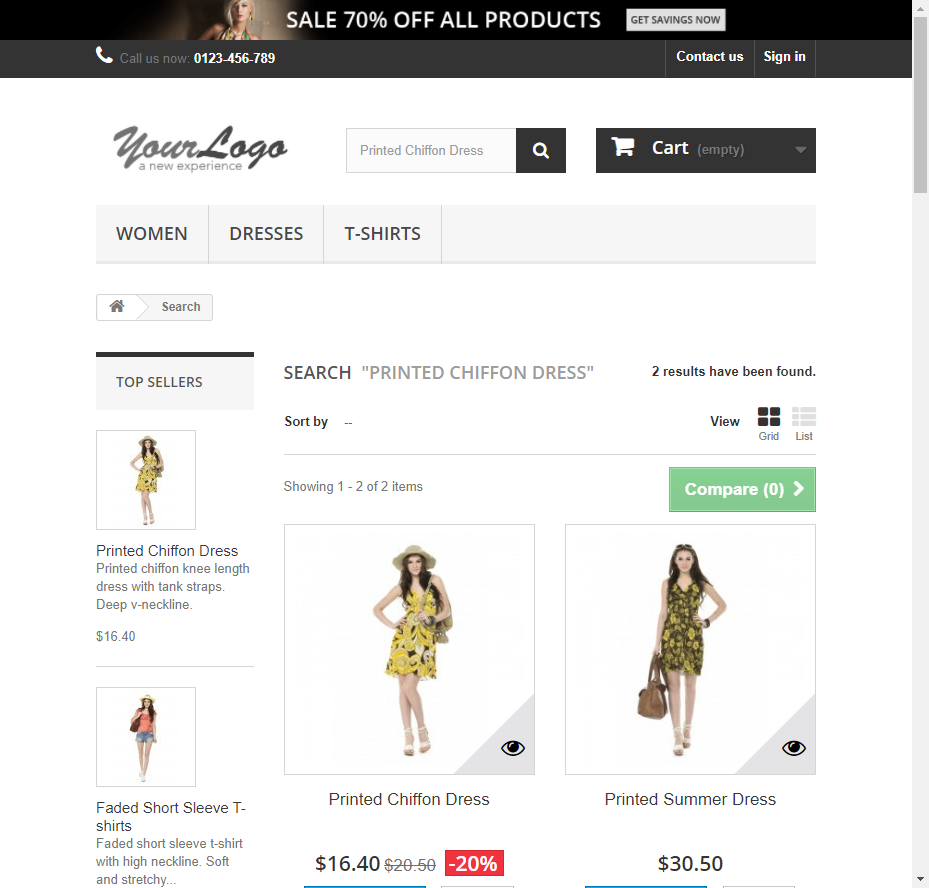 SALE 70% OFF ALL PRODUCTS GET SAVINGS NOW
Call us now: 0123-456-789 Contact us Sign in
YourLogo
a new experience
Printed Chiffon Dress
Cart (empty)
WOMEN DRESSES T-SHIRTS
Search
TOP SELLERS
Printed Chiffon Dress
Printed chiffon knee length
dress with tank straps.
Deep v-neckline.
$16.40
Faded Short Sleeve T-
shirts
Faded short sleeve t-shirt
with high neckline. Soft
and stretchy...
SEARCH "PRINTED CHIFFON DRESS" 2 results have been found.
Sort by -- View Grid List
Showing 1 - 2 of 2 items Compare (0)
Printed Chiffon Dress
$16.40 $20.50 -20%
Printed Summer Dress
$30.50